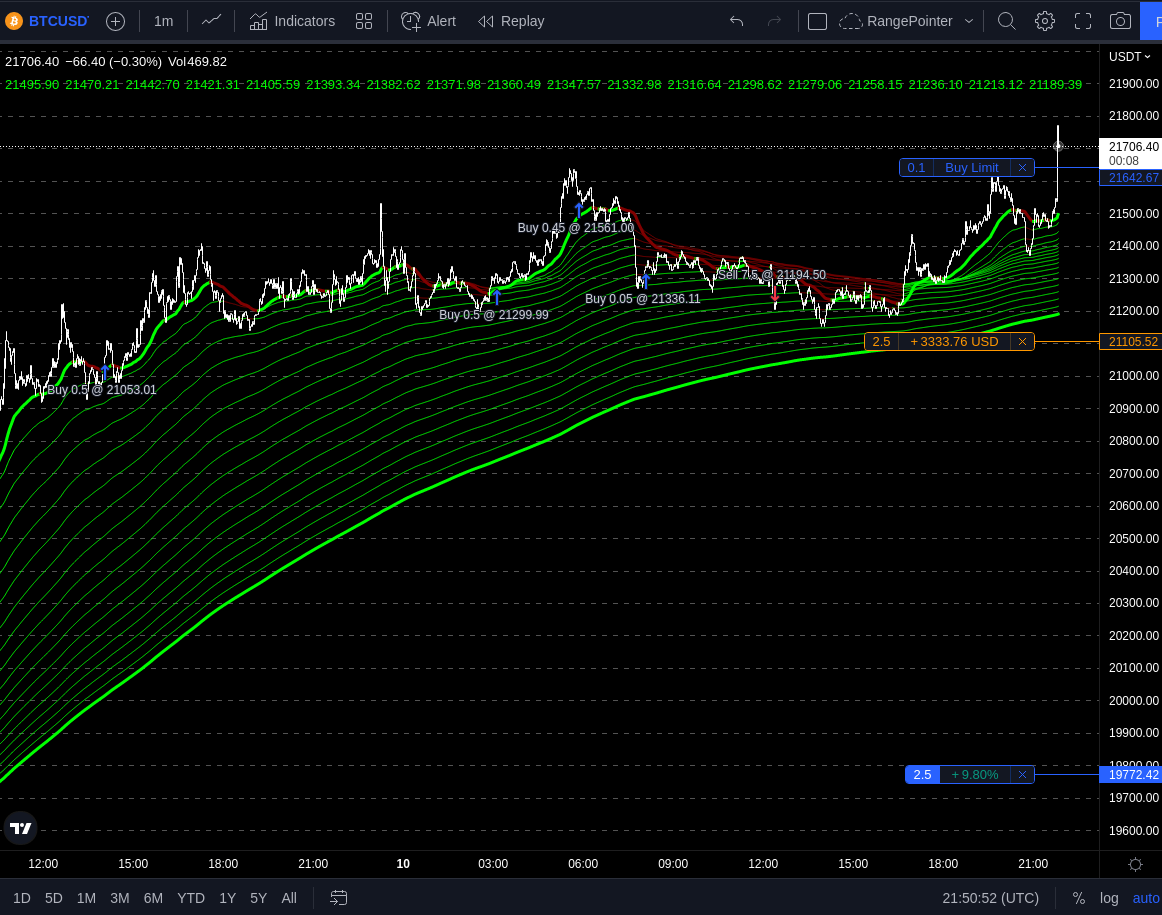 BTCUSDT 1m Indicators Alert Replay RangePointer P
21706.40 −66.40 (−0.30%) Vol469.82
21495.90 21470.21 21442.70 21421.31 21405.59 21393.34 21382.62 21371.98 21360.49 21347.57 21332.98 21316.64 21298.62 21279.06 21258.15 21236.10 21213.12 21189.39
USDT
21900.00
21800.00
21706.40
00:08
0.1 Buy Limit
21642.67
21500.00
Buy 0.45 @ 21561.00
21400.00
Sell 7.5 @ 21194.50
21300.00
Buy 0.05 @ 21336.11
Buy 0.5 @ 21299.99
21200.00
2.5 +3333.76 USD
21105.52
21000.00
Buy 0.5 @ 21053.01
20900.00
20800.00
20700.00
20600.00
20500.00
20400.00
20300.00
20200.00
20100.00
20000.00
19900.00
19800.00
2.5 +9.80%
19772.42
19700.00
19600.00
12:00 15:00 18:00 21:00 10 03:00 06:00 09:00 12:00 15:00 18:00 21:00
1D 5D 1M 3M 6M YTD 1Y 5Y All 21:50:52 (UTC) % log auto